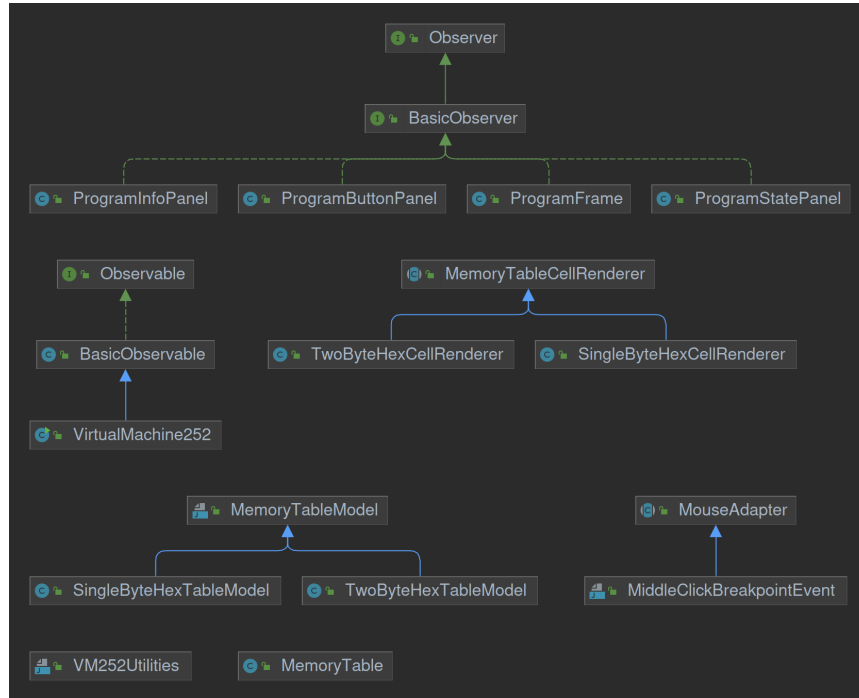 Observer
BasicObserver
ProgramInfoPanel ProgramButtonPanel ProgramFrame ProgramStatePanel
Observable MemoryTableCellRenderer
BasicObservable TwoByteHexCellRenderer SingleByteHexCellRenderer
VirtualMachine252
MemoryTableModel MouseAdapter
SingleByteHexTableModel TwoByteHexTableModel MiddleClickBreakpointEvent
VM252Utilities MemoryTable